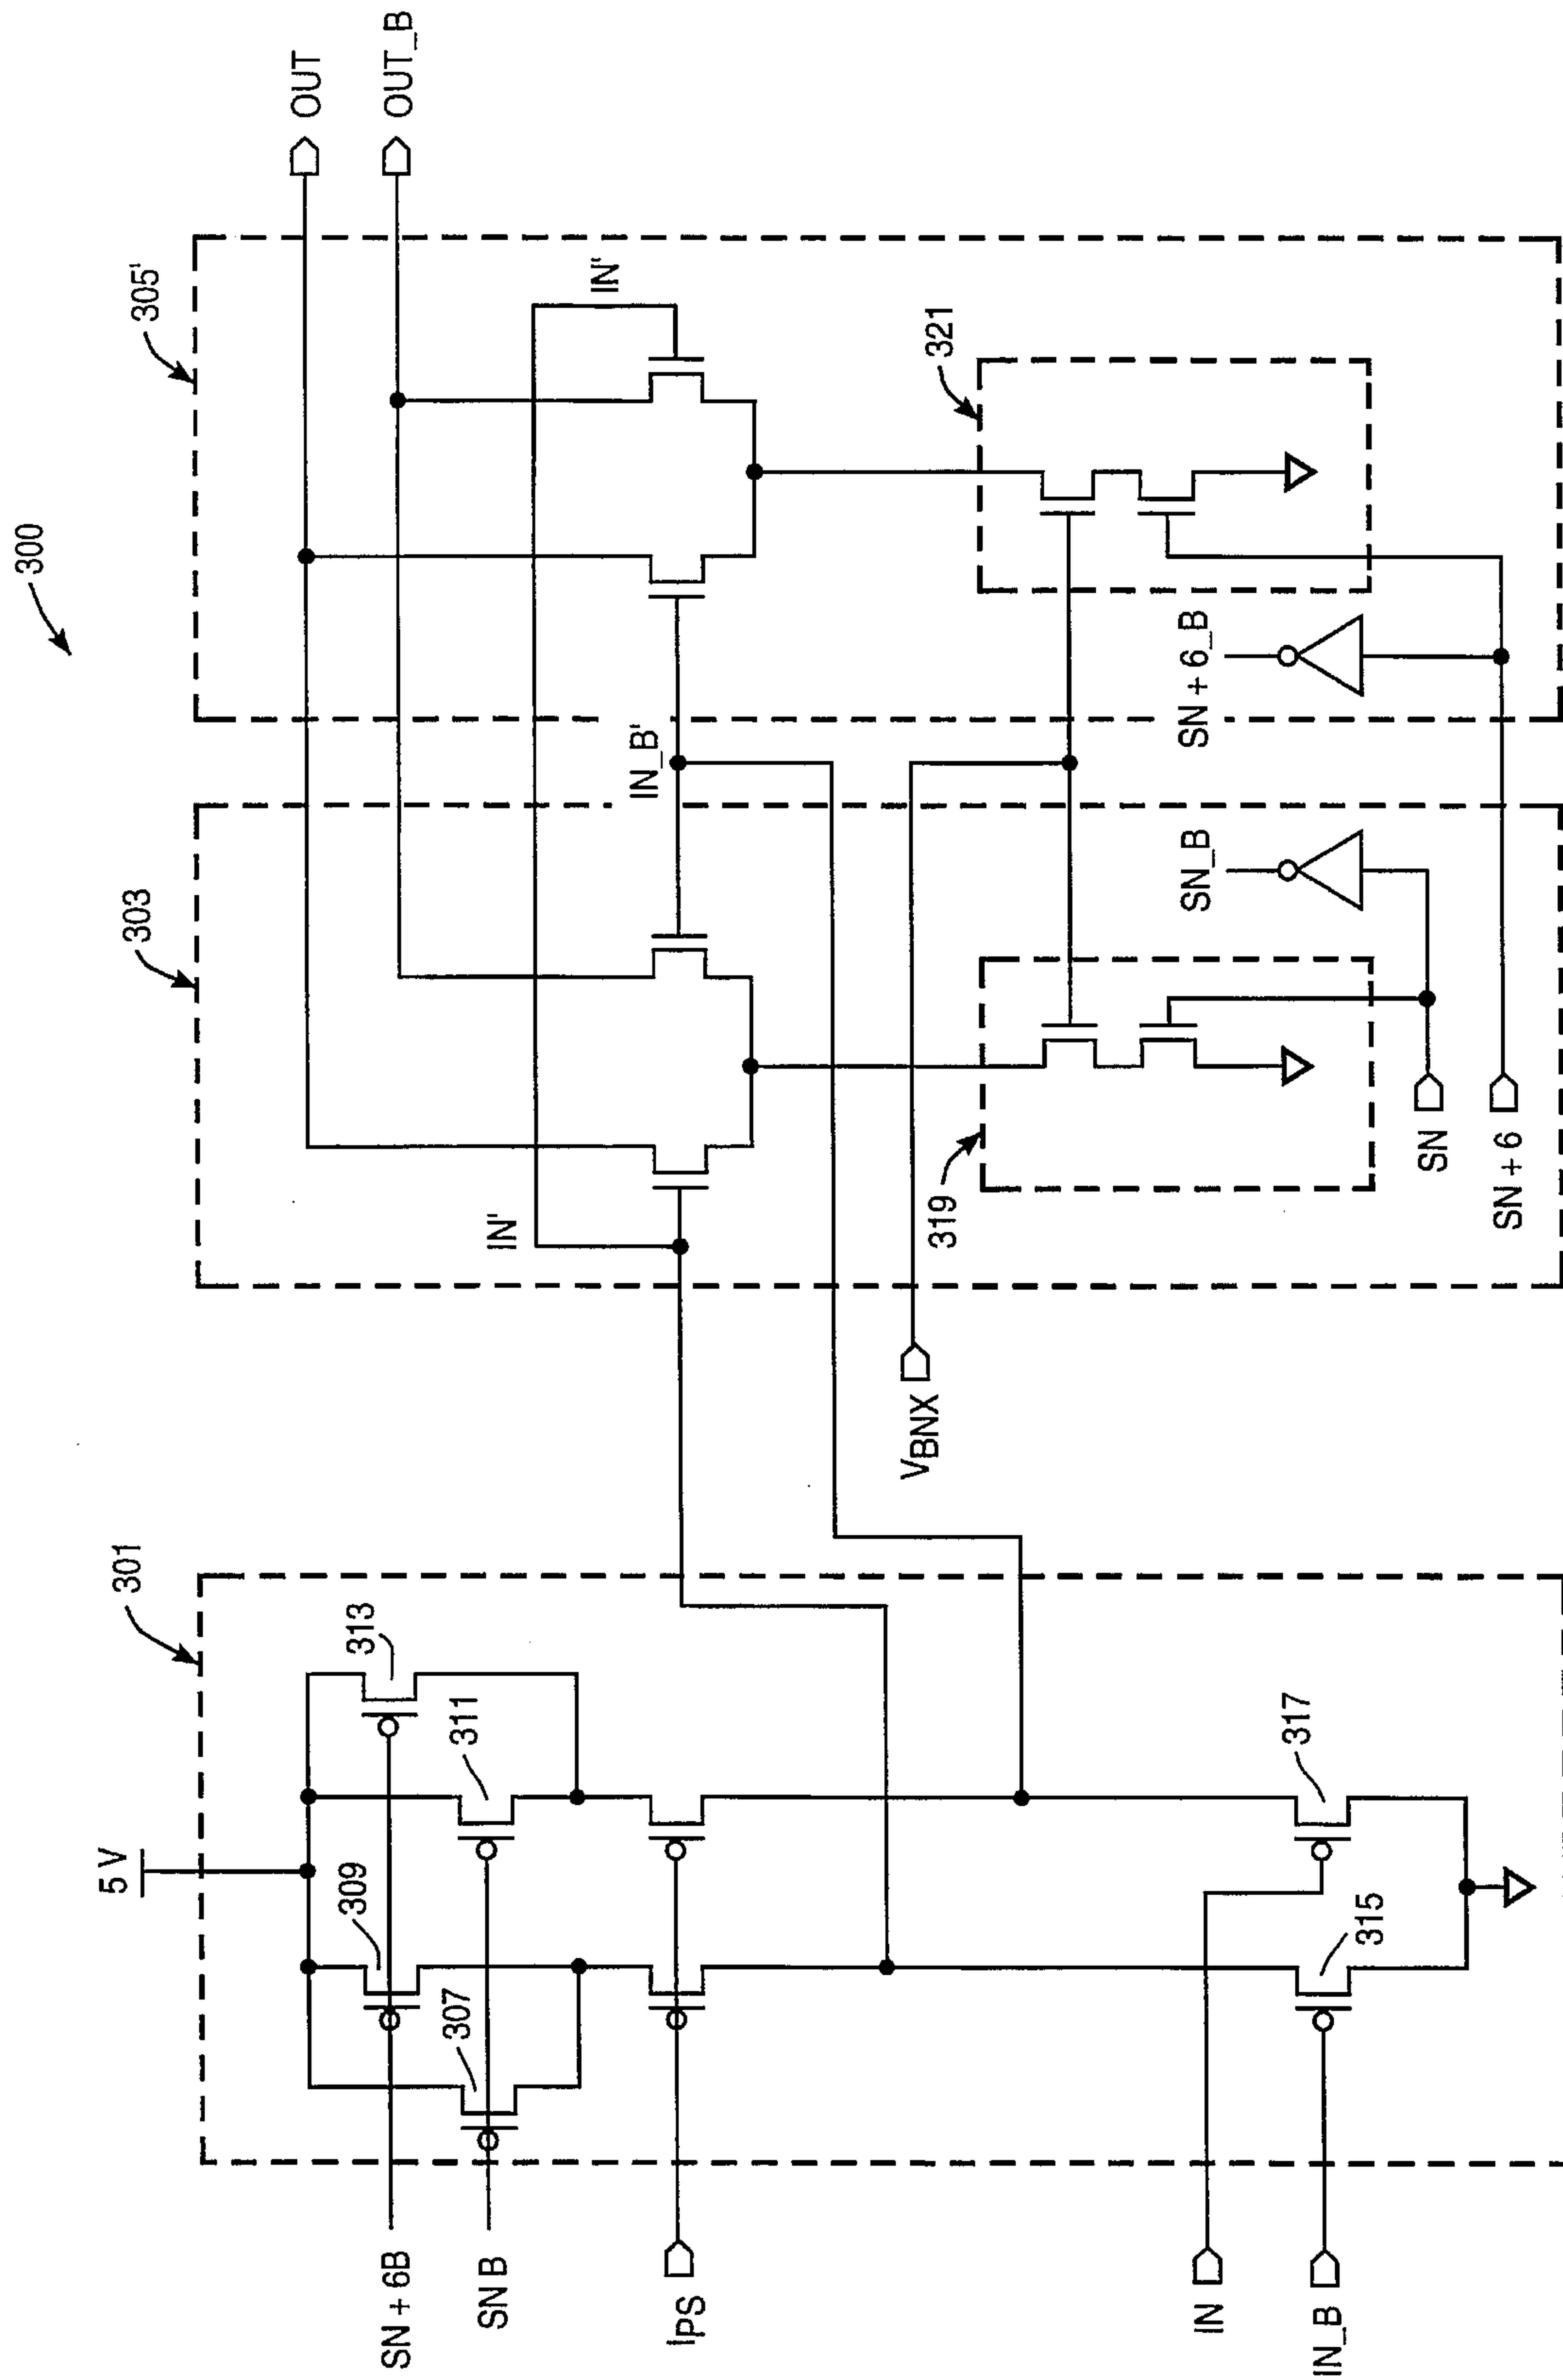 300
301
303
305'
5 V
309
313
307
311
SN + 6B
SN B
IPS
IN
IN_B
315
317
OUT
OUT_B
IN'
IN'
IN_B'
VBNX
319
321
SN_B
SN + 6_B
SN
SN + 6